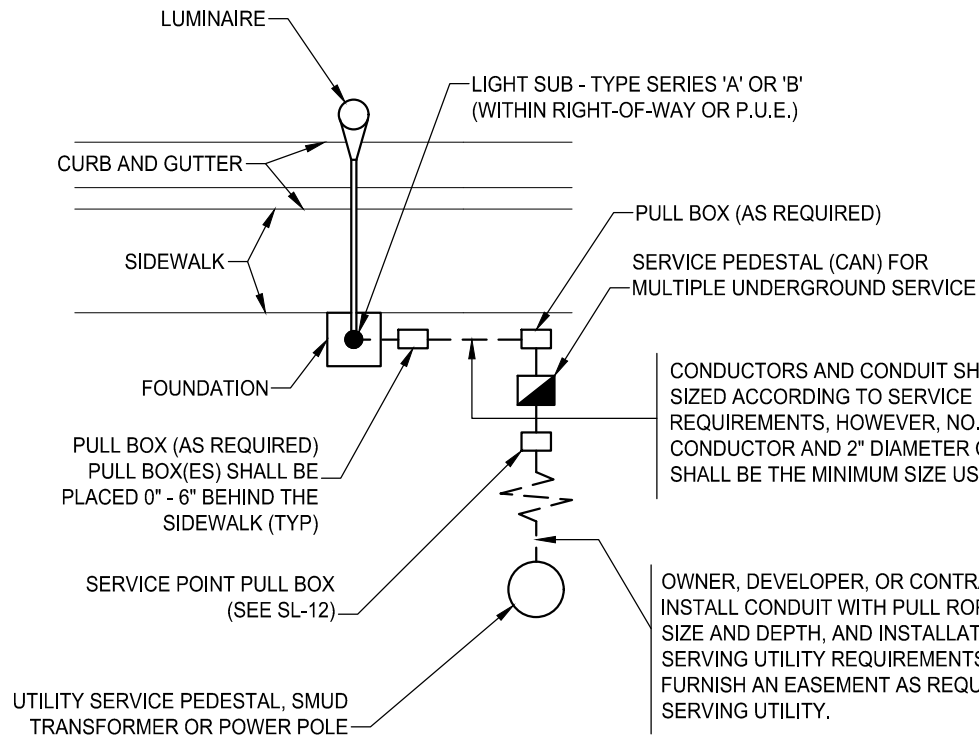 LUMINAIRE
LIGHT SUB - TYPE SERIES 'A' OR 'B'
(WITHIN RIGHT-OF-WAY OR P.U.E.)
CURB AND GUTTER
PULL BOX (AS REQUIRED)
SIDEWALK
SERVICE PEDESTAL (CAN) FOR
MULTIPLE UNDERGROUND SERVICE
FOUNDATION
CONDUCTORS AND CONDUIT SH
SIZED ACCORDING TO SERVICE
REQUIREMENTS, HOWEVER, NO.
CONDUCTOR AND 2" DIAMETER
SHALL BE THE MINIMUM SIZE US
PULL BOX (AS REQUIRED)
PULL BOX(ES) SHALL BE
PLACED 0" - 6" BEHIND THE
SIDEWALK (TYP)
SERVICE POINT PULL BOX
(SEE SL-12)
OWNER, DEVELOPER, OR CONTRA
INSTALL CONDUIT WITH PULL ROP
SIZE AND DEPTH, AND INSTALLAT
SERVING UTILITY REQUIREMENTS
FURNISH AN EASEMENT AS REQU
SERVING UTILITY.
UTILITY SERVICE PEDESTAL, SMUD
TRANSFORMER OR POWER POLE